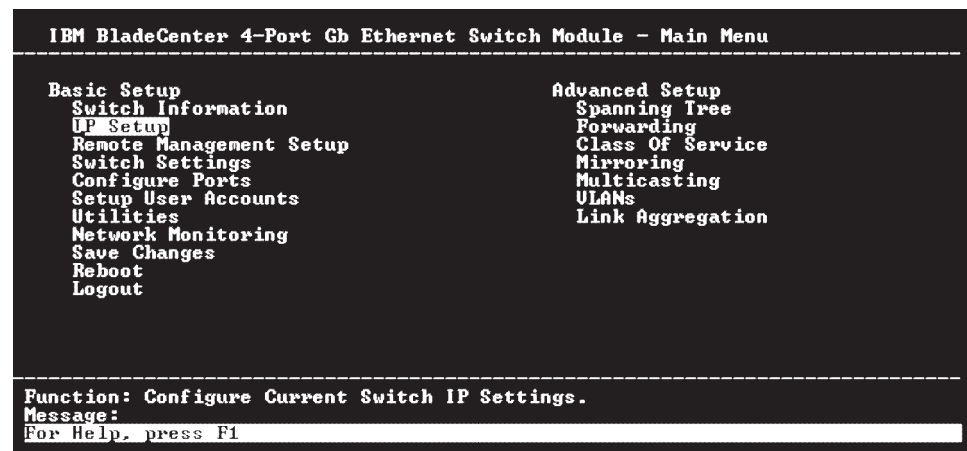 IBM BladeCenter 4-Port Gb Ethernet Switch Module - Main Menu
Basic Setup
Switch Information
IP Setup
Remote Management Setup
Switch Settings
Configure Ports
Setup User Accounts
Utilities
Network Monitoring
Save Changes
Reboot
Logout
Advanced Setup
Spanning Tree
Forwarding
Class Of Service
Mirroring
Multicasting
VLANs
Link Aggregation
Function: Configure Current Switch IP Settings.
Message:
For Help, press F1